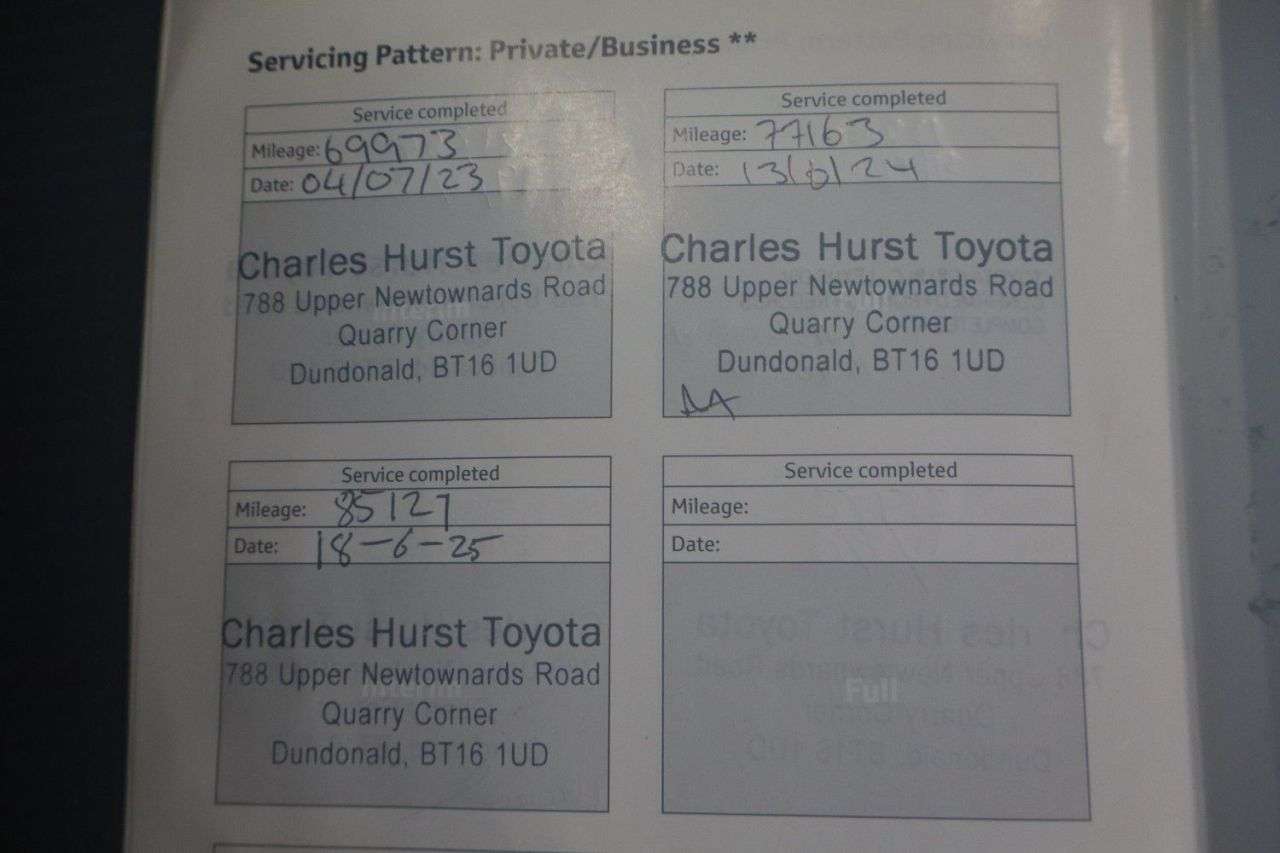 Servicing Pattern: Private/Business **
Service completed
Mileage: 69973
Date: 04/07/23
Charles Hurst Toyota
788 Upper Newtownards Road
Quarry Corner
Dundonald, BT16 1UD
Service completed
Mileage: 77163
Date: 13/6/24
Charles Hurst Toyota
788 Upper Newtownards Road
Quarry Corner
Dundonald, BT16 1UD
Service completed
Mileage: 85127
Date: 18-6-25
Interim
Charles Hurst Toyota
788 Upper Newtownards Road
Quarry Corner
Dundonald, BT16 1UD
Service completed
Mileage:
Date:
Full